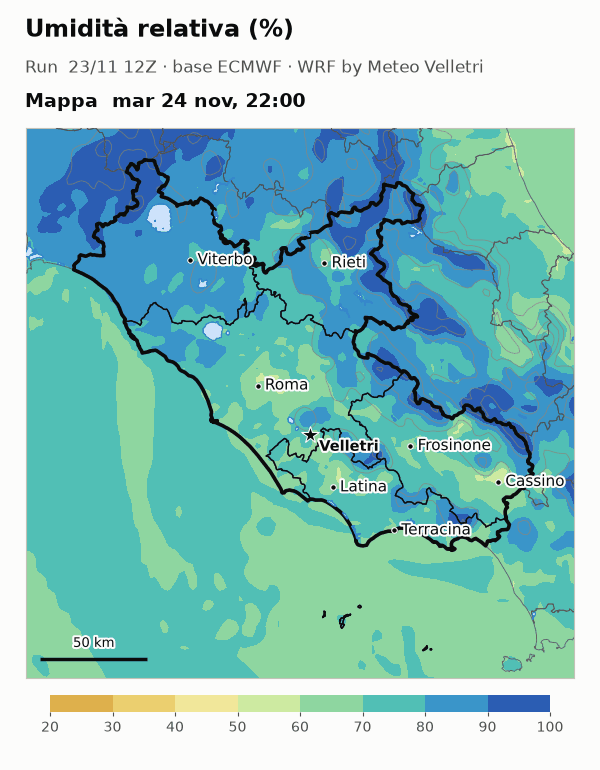 Umidità relativa (%)
Run  23/11 12Z · base ECMWF · WRF by Meteo Velletri
Mappa  mar 24 nov, 22:00
Viterbo
Rieti
Roma
Velletri
Frosinone
Cassino
Latina
Terracina
50 km
20 30 40 50 60 70 80 90 100